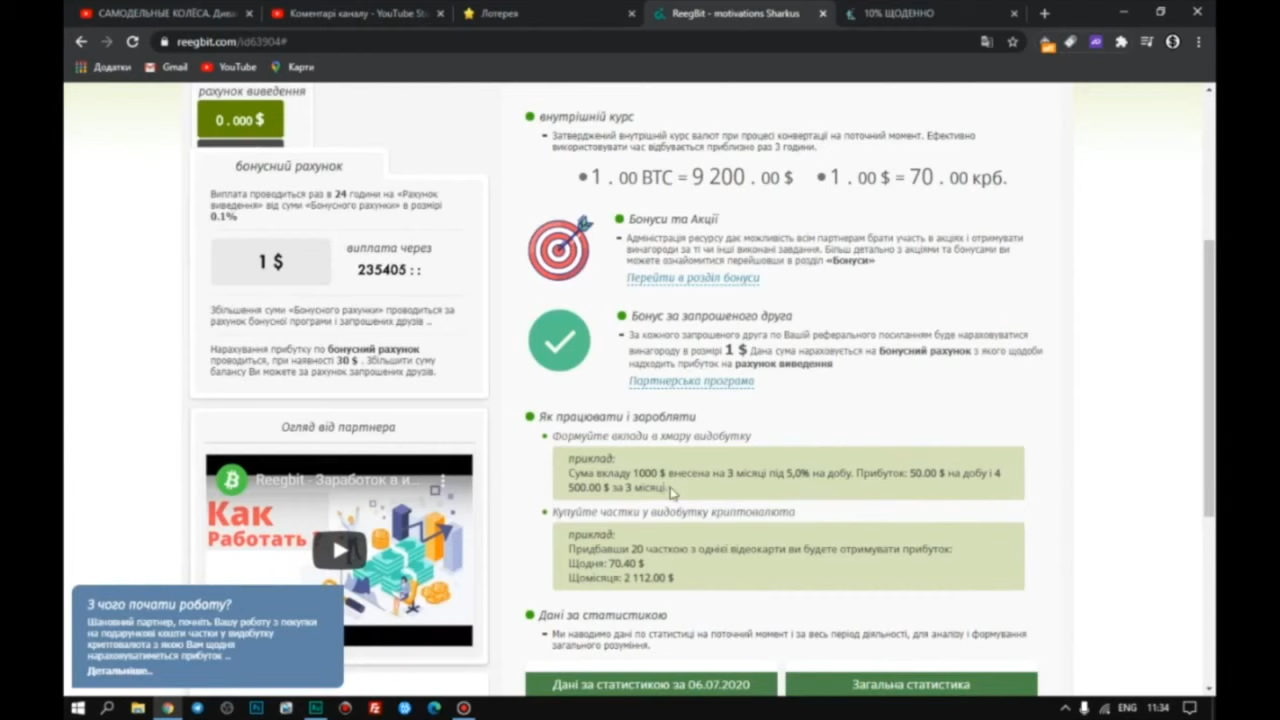 САМОДЕЛЬНЫЕ КОЛЁСА. Дива
Коментарі каналу - YouTube St
Лотерея
ReegBit - motivations Sharkus
10% ЩОДЕННО
reegbit.com/id63904#
Додатки
Gmail
YouTube
Карти
рахунок виведення
0 . 000 $
бонусний рахунок
Виплата проводиться раз в 24 години на «Рахунок
виведення» від суми «Бонусного рахунки» в розмірі
0.1%
1 $
виплата через
235405 : :
Збільшення суми «Бонусного рахунки» проводиться за
рахунок бонусної програми і запрошених друзів ..
Нарахування прибутку по бонусний рахунок
проводиться, при наявності 30 $ . Збільшити суму
балансу Ви можете за рахунок запрошених друзів.
Огляд від партнера
Reegbit - Заработок в и...
Как
Работать
З чого почати роботу?
Шановний партнер, почніть Вашу роботу з покупки
на подарункові кошти частки у видобутку
криптовалюта з якою Вам щодня
нараховуватиметься прибуток ..
Детальніше..
внутрішній курс
Затверджений внутрішній курс валют при процесі конвертації на поточний момент. Ефективно
використовувати час відбувається приблизно раз 3 години.
1 . 00 BTC = 9 200 . 00 $
1 . 00 $ = 70 . 00 крб.
Бонуси та Акції
Адміністрація ресурсу дає можливість всім партнерам брати участь в акціях і отримувати
винагороди за ті чи інші виконані завдання. Більш детально з акціями та бонусами ви
можете ознайомитися перейшовши в розділ «Бонуси»
Перейти в розділ бонуси
Бонус за запрошеного друга
За кожного запрошеного друга по Вашій реферального посиланням буде нараховуватися
винагороду в розмірі 1 $ Дана сума нараховується на Бонусний рахунок з якого щодоби
надходить прибуток на рахунок виведення
Партнерська програма
Як працювати і заробляти
Формуйте вклади в хмару видобутку
приклад:
Сума вкладу 1000 $ внесена на 3 місяці під 5,0% на добу. Прибуток: 50.00 $ на добу і 4
500.00 $ за 3 місяці.
Купуйте частки у видобутку криптовалюта
приклад:
Придбавши 20 часткою з однієї відеокарти ви будете отримувати прибуток:
Щодня: 70.40 $
Щомісяця: 2 112.00 $
Дані за статистикою
Ми наводимо дані по статистиці на поточний момент і за весь період діяльності, для аналізу і формування
загального розуміння.
Дані за статистикою за 06.07.2020
Загальна статистика
ENG
11:34